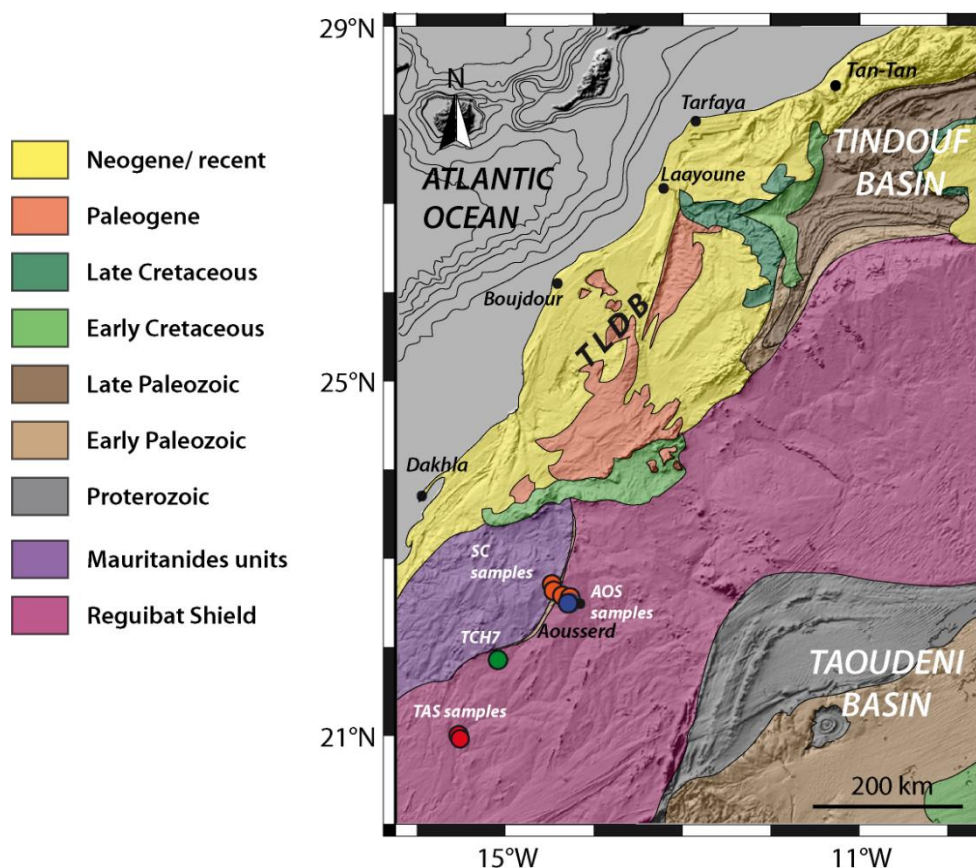 Neogene/ recent
Paleogene
Late Cretaceous
Early Cretaceous
Late Paleozoic
Early Paleozoic
Proterozoic
Mauritanides units
Reguibat Shield
29°N
25°N
21°N
15°W
11°W
N
ATLANTIC
OCEAN
Tan-Tan
Tarfaya
TINDOUF
BASIN
Laayoune
Boujdour
TLDB
Dakhla
SC
samples
AOS
samples
Aousserd
TCH7
TAS samples
TAOUDENI
BASIN
200 km